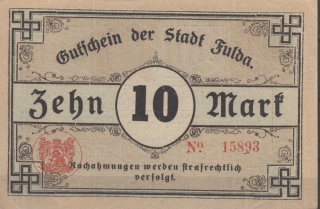 Gutschein der Stadt Fulda.
Zehn 10 Mark
No. 15893
Nachahmungen werden strafrechtlich
verfolgt.